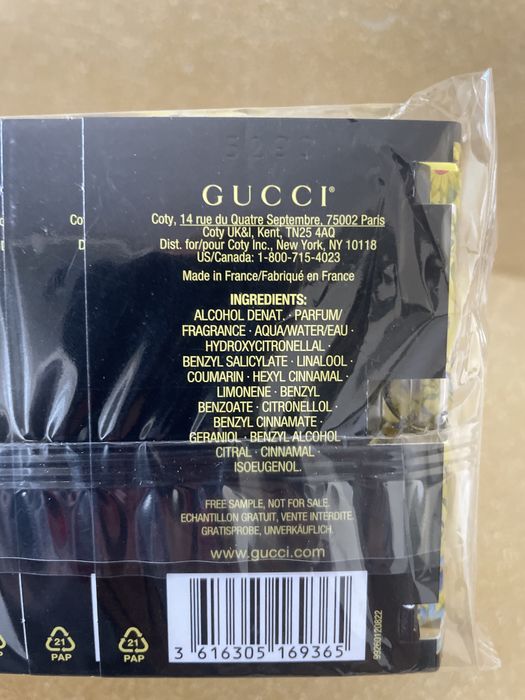 GUCCI®
Coty, 14 rue du Quatre Septembre, 75002 Paris
Coty UK&I, Kent, TN25 4AQ
Dist. for/pour Coty Inc., New York, NY 10118
US/Canada: 1-800-715-4023
Made in France/Fabriqué en France
INGREDIENTS:
ALCOHOL DENAT. · PARFUM/
FRAGRANCE · AQUA/WATER/EAU ·
HYDROXYCITRONELLAL ·
BENZYL SALICYLATE · LINALOOL ·
COUMARIN · HEXYL CINNAMAL ·
LIMONENE · BENZYL
BENZOATE · CITRONELLOL ·
BENZYL CINNAMATE ·
GERANIOL · BENZYL ALCOHOL ·
CITRAL · CINNAMAL ·
ISOEUGENOL.
FREE SAMPLE, NOT FOR SALE.
ECHANTILLON GRATUIT, VENTE INTERDITE.
GRATISPROBE, UNVERKÄUFLICH.
www.gucci.com
3 616305 169365
99260120822
21
PAP
21
PAP
Co
D